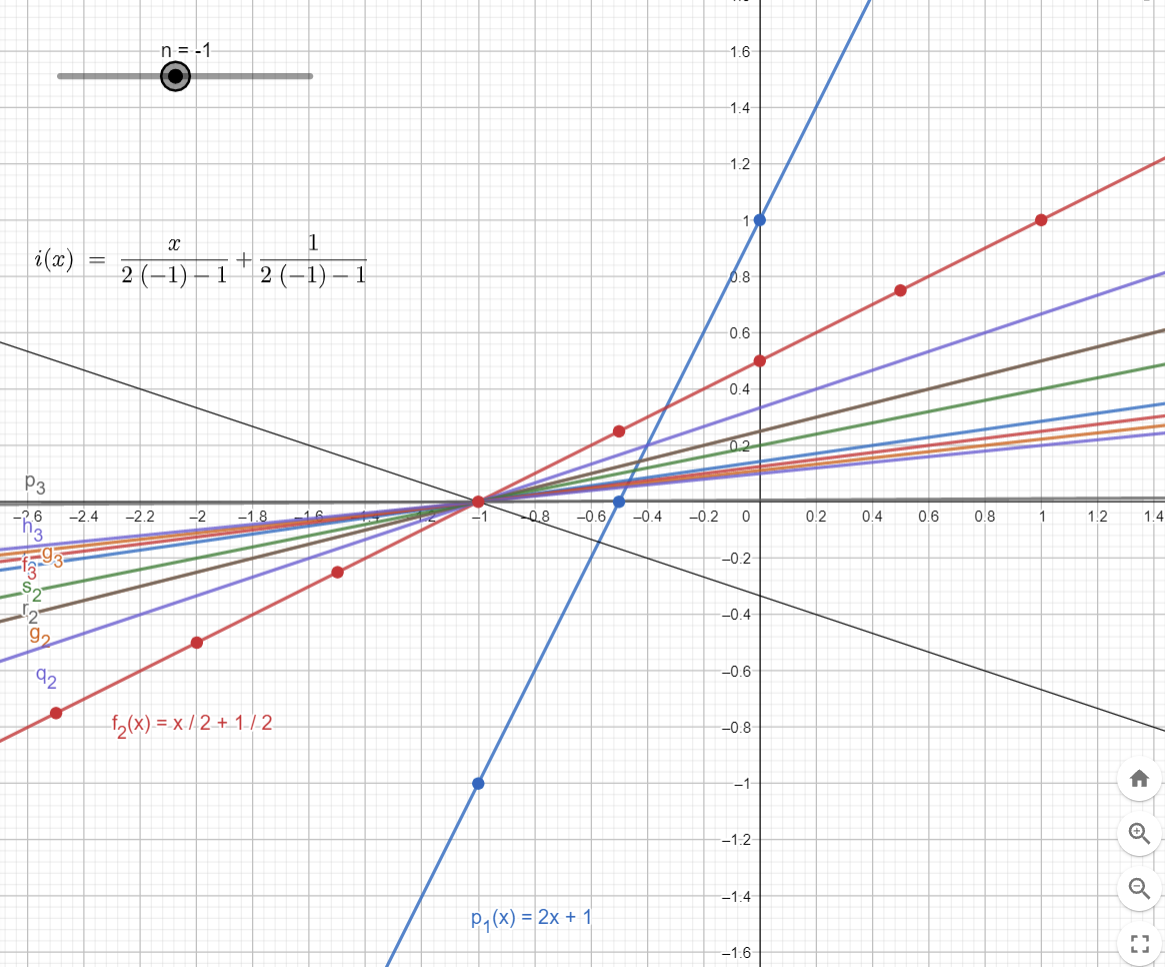 n = -1
1.6
1.4
1.2
1
i(x) = x / (2 (−1) − 1) + 1 / (2 (−1) − 1)
0.8
0.6
0.4
0.2
p₃
−2.6 −2.4 −2.2 −2 −1.8 −1.6 −1.4 −1.2 −1 −0.8 −0.6 −0.4 −0.2 0 0.2 0.4 0.6 0.8 1 1.2 1.4
h₃
g₃
f₃
−0.2
s₂
r₂
−0.4
g₂
−0.6
q₂
f₂(x) = x / 2 + 1 / 2
−0.8
−1
−1.2
−1.4
p₁(x) = 2x + 1
−1.6